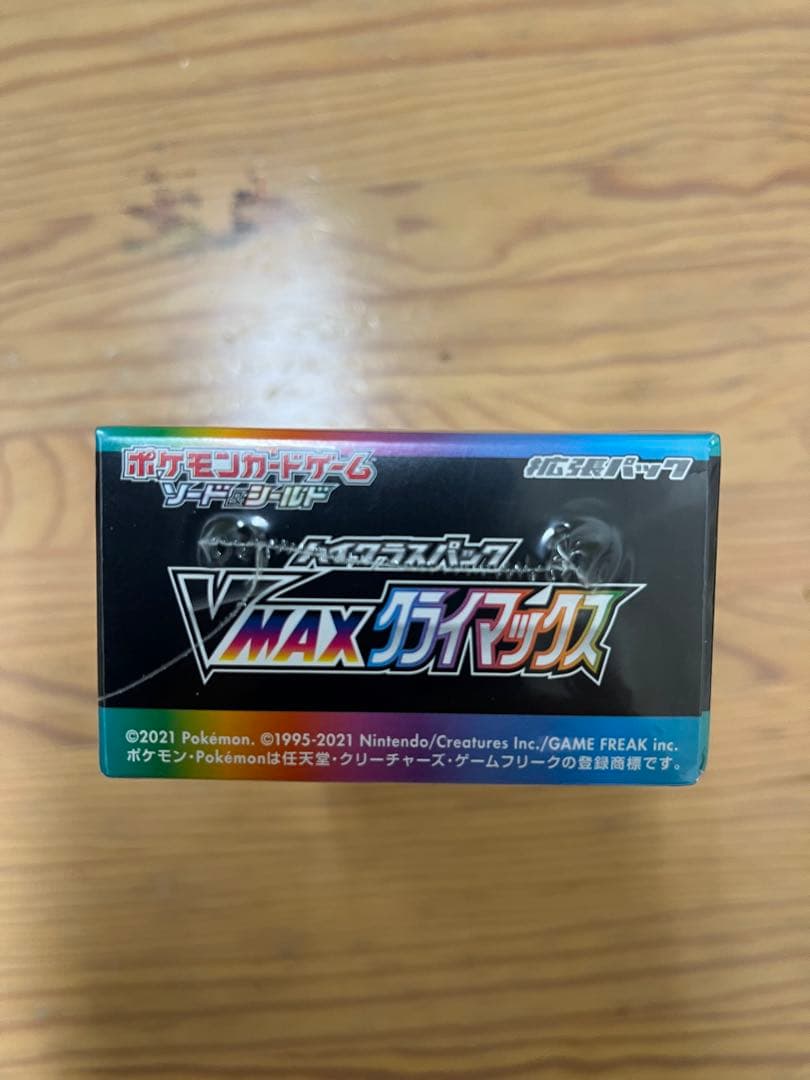 ポケモンカードゲーム
ソード&シールド
拡張パック
ハイクラスパック
VMAXクライマックス
©2021 Pokémon. ©1995-2021 Nintendo/Creatures Inc./GAME FREAK inc.
ポケモン・Pokémonは任天堂・クリーチャーズ・ゲームフリークの登録商標です。